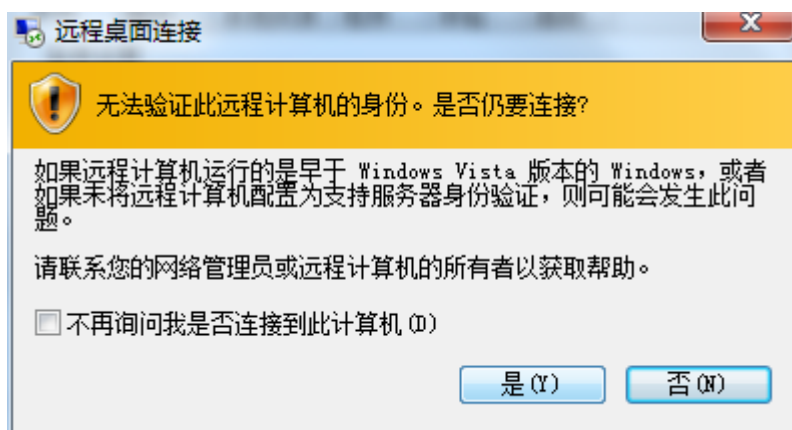 远程桌面连接
无法验证此远程计算机的身份。是否仍要连接?
如果远程计算机运行的是早于 Windows Vista 版本的 Windows，或者
如果未将远程计算机配置为支持服务器身份验证，则可能会发生此问
题。
请联系您的网络管理员或远程计算机的所有者以获取帮助。
不再询问我是否连接到此计算机(D)
是(Y)
否(N)